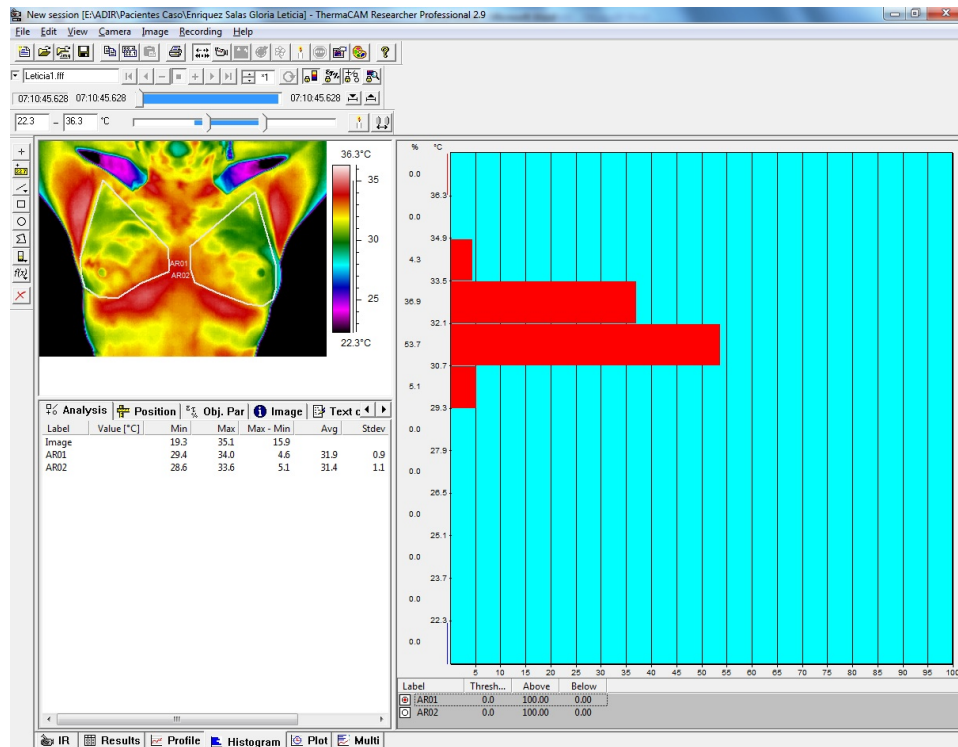 New session [E:\ADIR\Pacientes Caso\Enriquez Salas Gloria Leticia] - ThermaCAM Researcher Professional 2.9
File Edit View Camera Image Recording Help
Leticia1.fff
07:10:45.628 07:10:45.628 07:10:45.628
22.3 - 36.3 °C
36.3°C
35
30
25
22.3°C
AR01
AR02
Analysis Position Obj. Par Image Text c
Label Value [°C] Min Max Max - Min Avg Stdev
Image 19.3 35.1 15.9
AR01 29.4 34.0 4.6 31.9 0.9
AR02 28.6 33.6 5.1 31.4 1.1
% °C
0.0
36.3
0.0
34.9
4.3
33.5
36.9
32.1
53.7
30.7
5.1
29.3
0.0
27.9
0.0
26.5
0.0
25.1
0.0
23.7
0.0
22.3
0.0
5 10 15 20 25 30 35 40 45 50 55 60 65 70 75 80 85 90 95 100
Label Thresh... Above Below
AR01 0.0 100.00 0.00
AR02 0.0 100.00 0.00
IR Results Profile Histogram Plot Multi